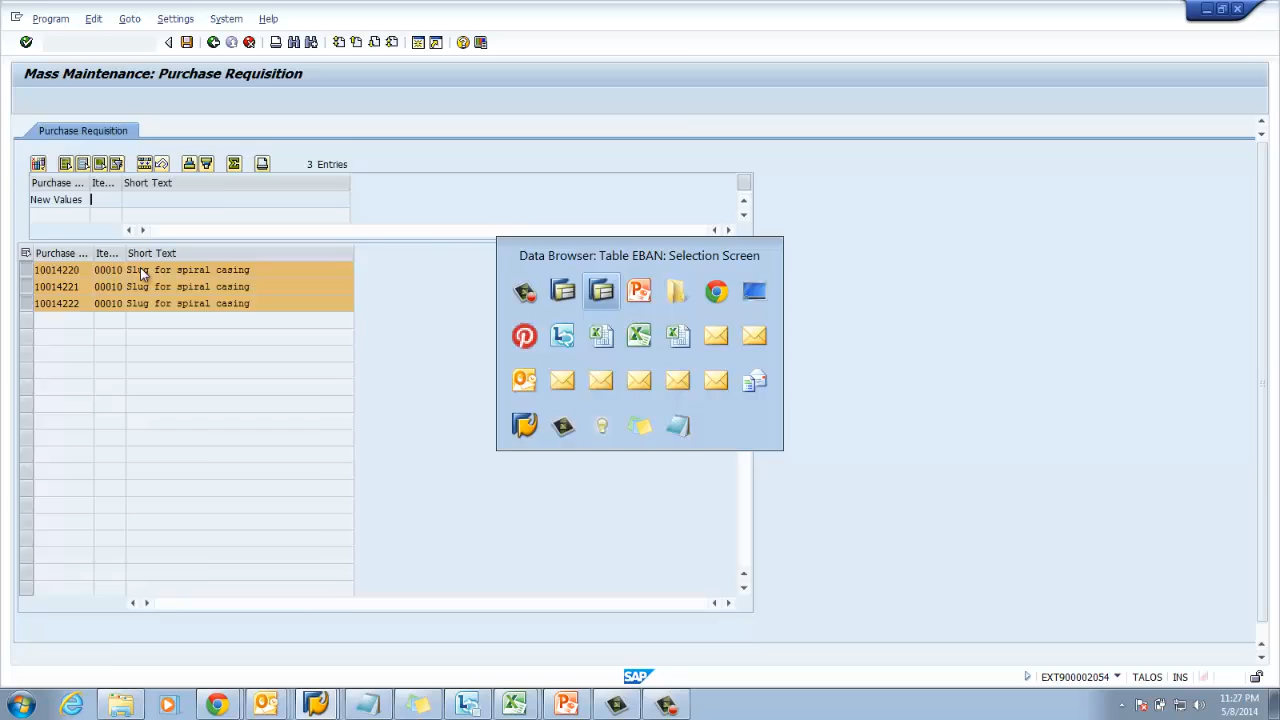 Program Edit Goto Settings System Help
Mass Maintenance: Purchase Requisition
Purchase Requisition
3 Entries
Purchase ... Ite... Short Text
New Values
Purchase ... Ite... Short Text
10014220 00010 Slug for spiral casing
10014221 00010 Slug for spiral casing
10014222 00010 Slug for spiral casing
Data Browser: Table EBAN: Selection Screen
SAP
EXT900002054 TALOS INS
11:27 PM
5/8/2014